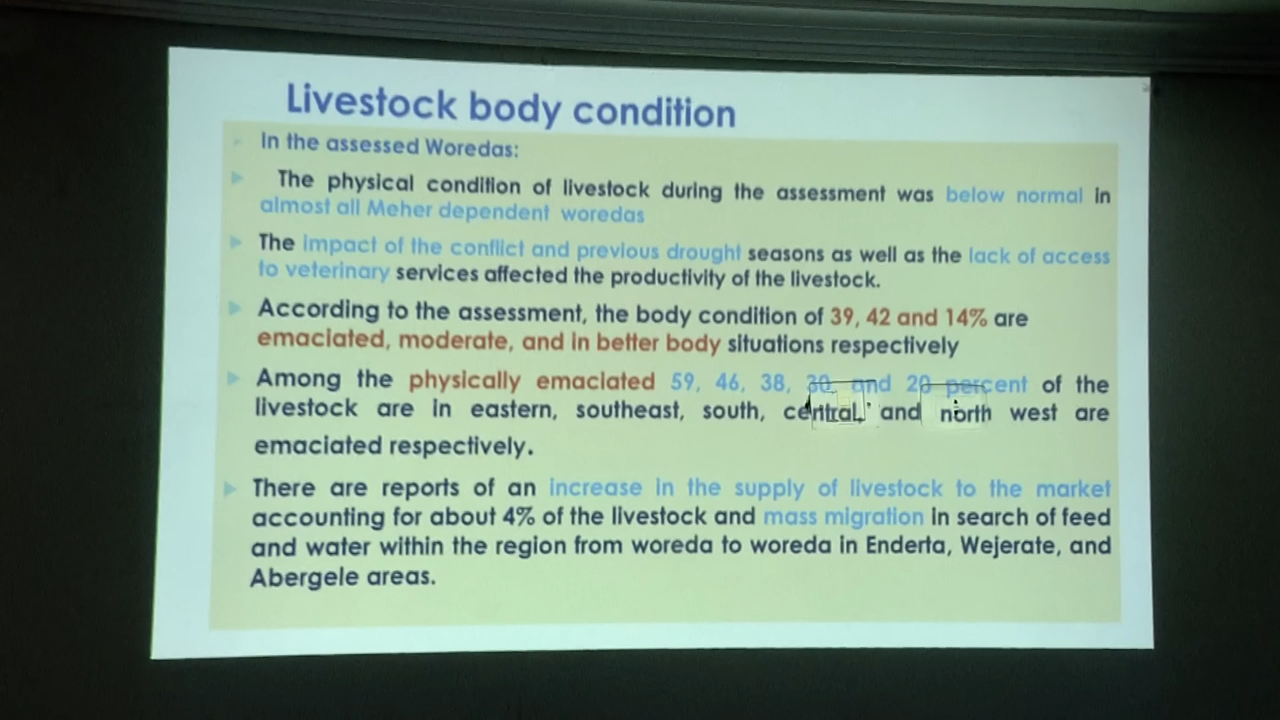 Livestock body condition
In the assessed Woredas:
The physical condition of livestock during the assessment was below normal in
almost all Meher dependent woredas
The impact of the conflict and previous drought seasons as well as the lack of access
to veterinary services affected the productivity of the livestock.
According to the assessment, the body condition of 39, 42 and 14% are
emaciated, moderate, and in better body situations respectively
Among the physically emaciated 59, 46, 38, 30, and 20 percent of the
livestock are in eastern, southeast, south, central, and north west are
emaciated respectively.
There are reports of an increase in the supply of livestock to the market
accounting for about 4% of the livestock and mass migration in search of feed
and water within the region from woreda to woreda in Enderta, Wejerate, and
Abergele areas.